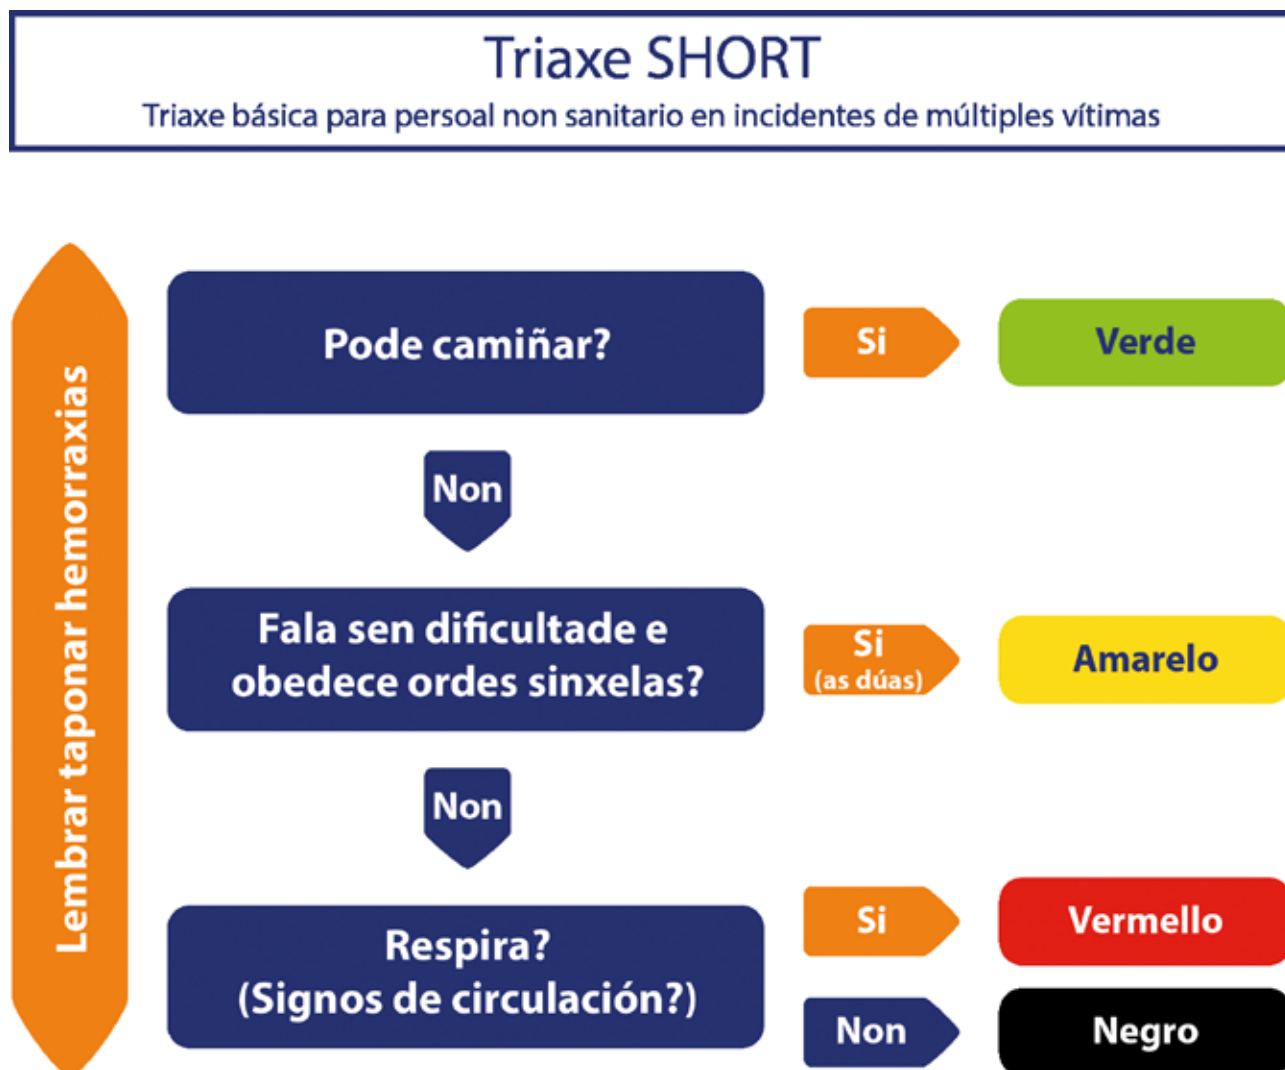 Triaxe SHORT
Triaxe básica para persoal non sanitario en incidentes de múltiples vítimas
Lembrar taponar hemorraxias
Pode camiñar?
Si
Verde
Non
Fala sen dificultade e
obedece ordes sinxelas?
Si
(as dúas)
Amarelo
Non
Respira?
(Signos de circulación?)
Si
Vermello
Non
Negro